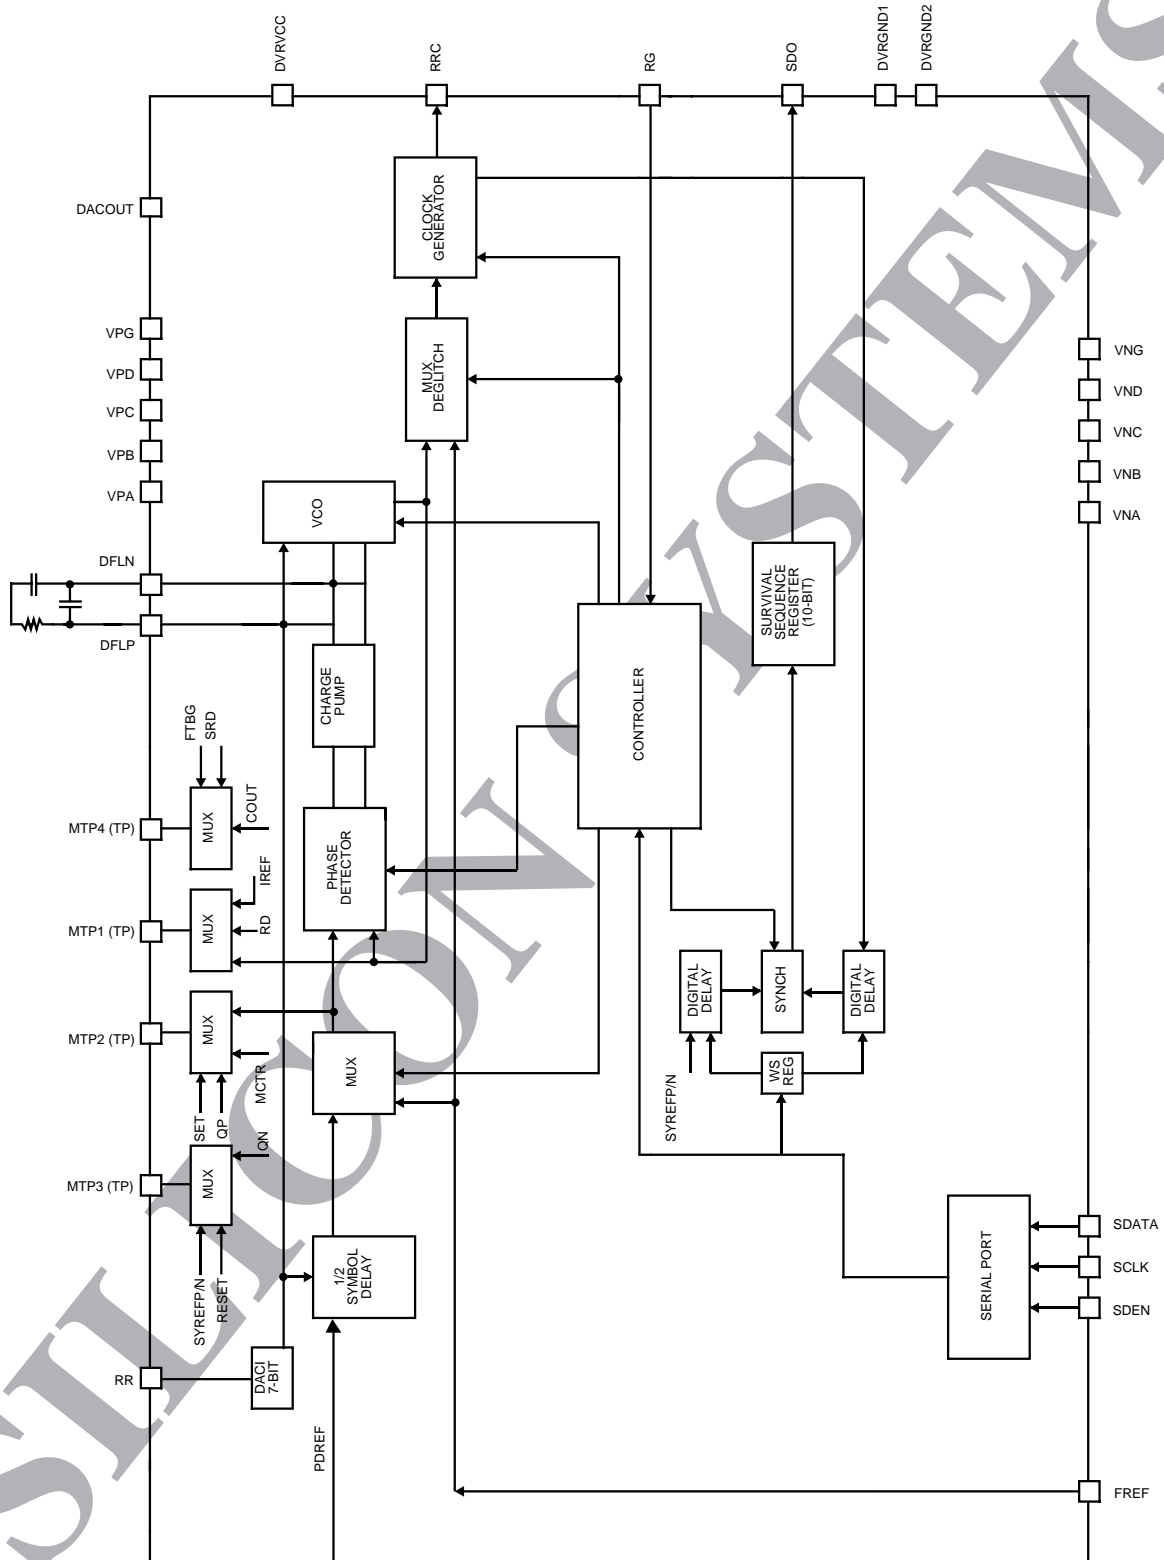 DVRVCC
RRC
RG
SDO
DVRGND1
DVRGND2
DACOUT
CLOCK
GENERATOR
VPG
VPD
VPC
VPB
VPA
MUX
DEGLITCH
VNG
VND
VNC
VNB
VNA
VCO
DFLN
DFLP
SURVIVAL
SEQUENCE
REGISTER
(10-BIT)
CHARGE
PUMP
CONTROLLER
FTBG
SRD
MTP4 (TP)
MUX
COUT
PHASE
DETECTOR
MTP1 (TP)
MUX
IREF
RD
MTP2 (TP)
MUX
MCTR
SET
QP
MUX
DIGITAL
DELAY
SYNCH
DIGITAL
DELAY
WS
REG
SYREFP/N
MTP3 (TP)
MUX
QN
SYREFP/N
RESET
1/2
SYMBOL
DELAY
SERIAL PORT
SDATA
SCLK
SDEN
RR
DACI
7-BIT
PDREF
FREF
SILICON SYSTEMS